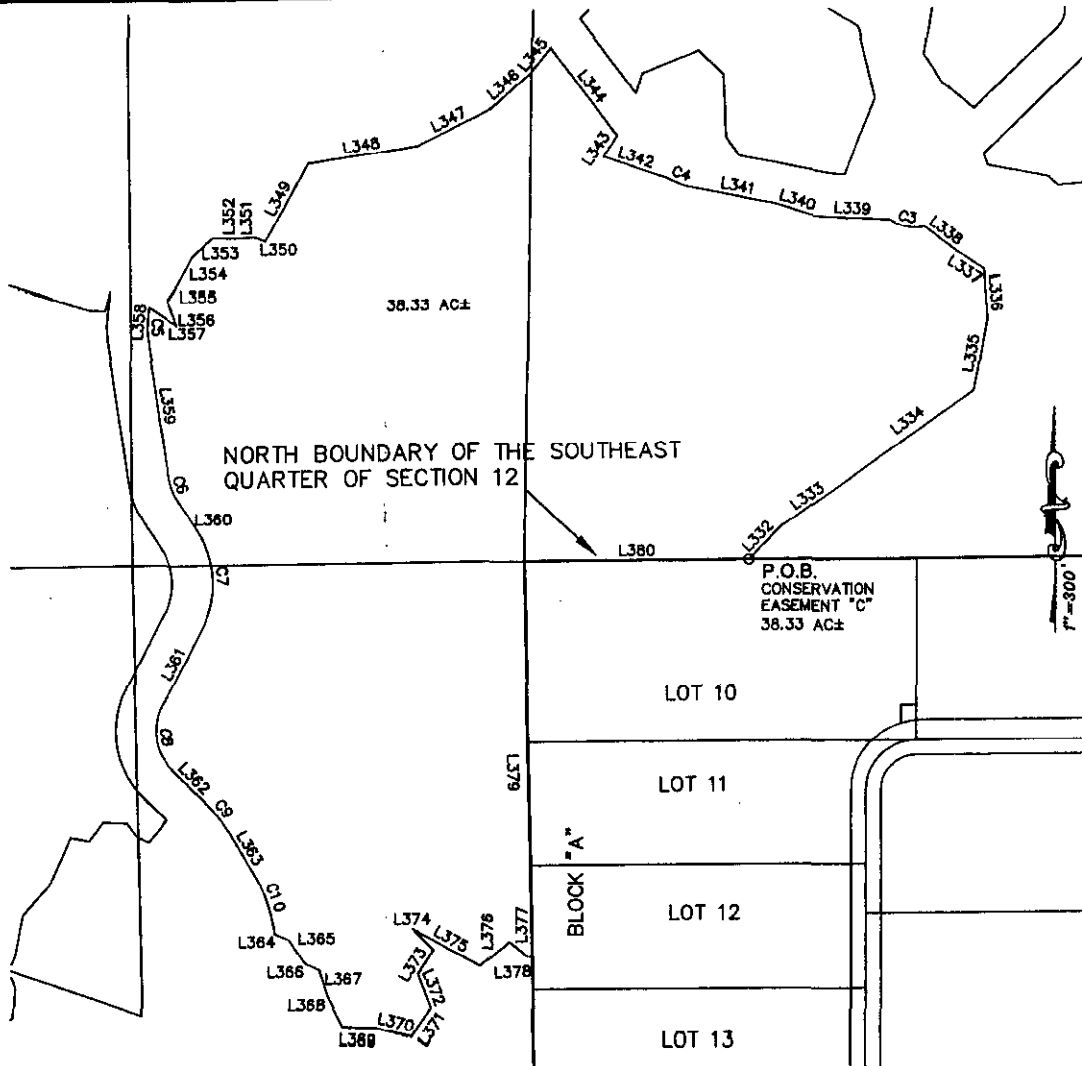 L345
L346
L344
L347
L348
L343
L342
C4
L341
L340
L339
C3
L338
L337
L349
L352
L351
L350
L353
L354
L355
L356
L357
L358
C5
38.33 AC±
L336
L335
L334
L359
NORTH BOUNDARY OF THE SOUTHEAST
QUARTER OF SECTION 12
C6
L360
L333
L332
L380
P.O.B.
CONSERVATION
EASEMENT "C"
38.33 AC±
1"=300'
C7
L361
LOT 10
C8
L362
C9
L379
LOT 11
L363
BLOCK "A"
C10
LOT 12
L364
L365
L366
L367
L368
L369
L370
L371
L372
L373
L374
L375
L376
L377
L378
LOT 13